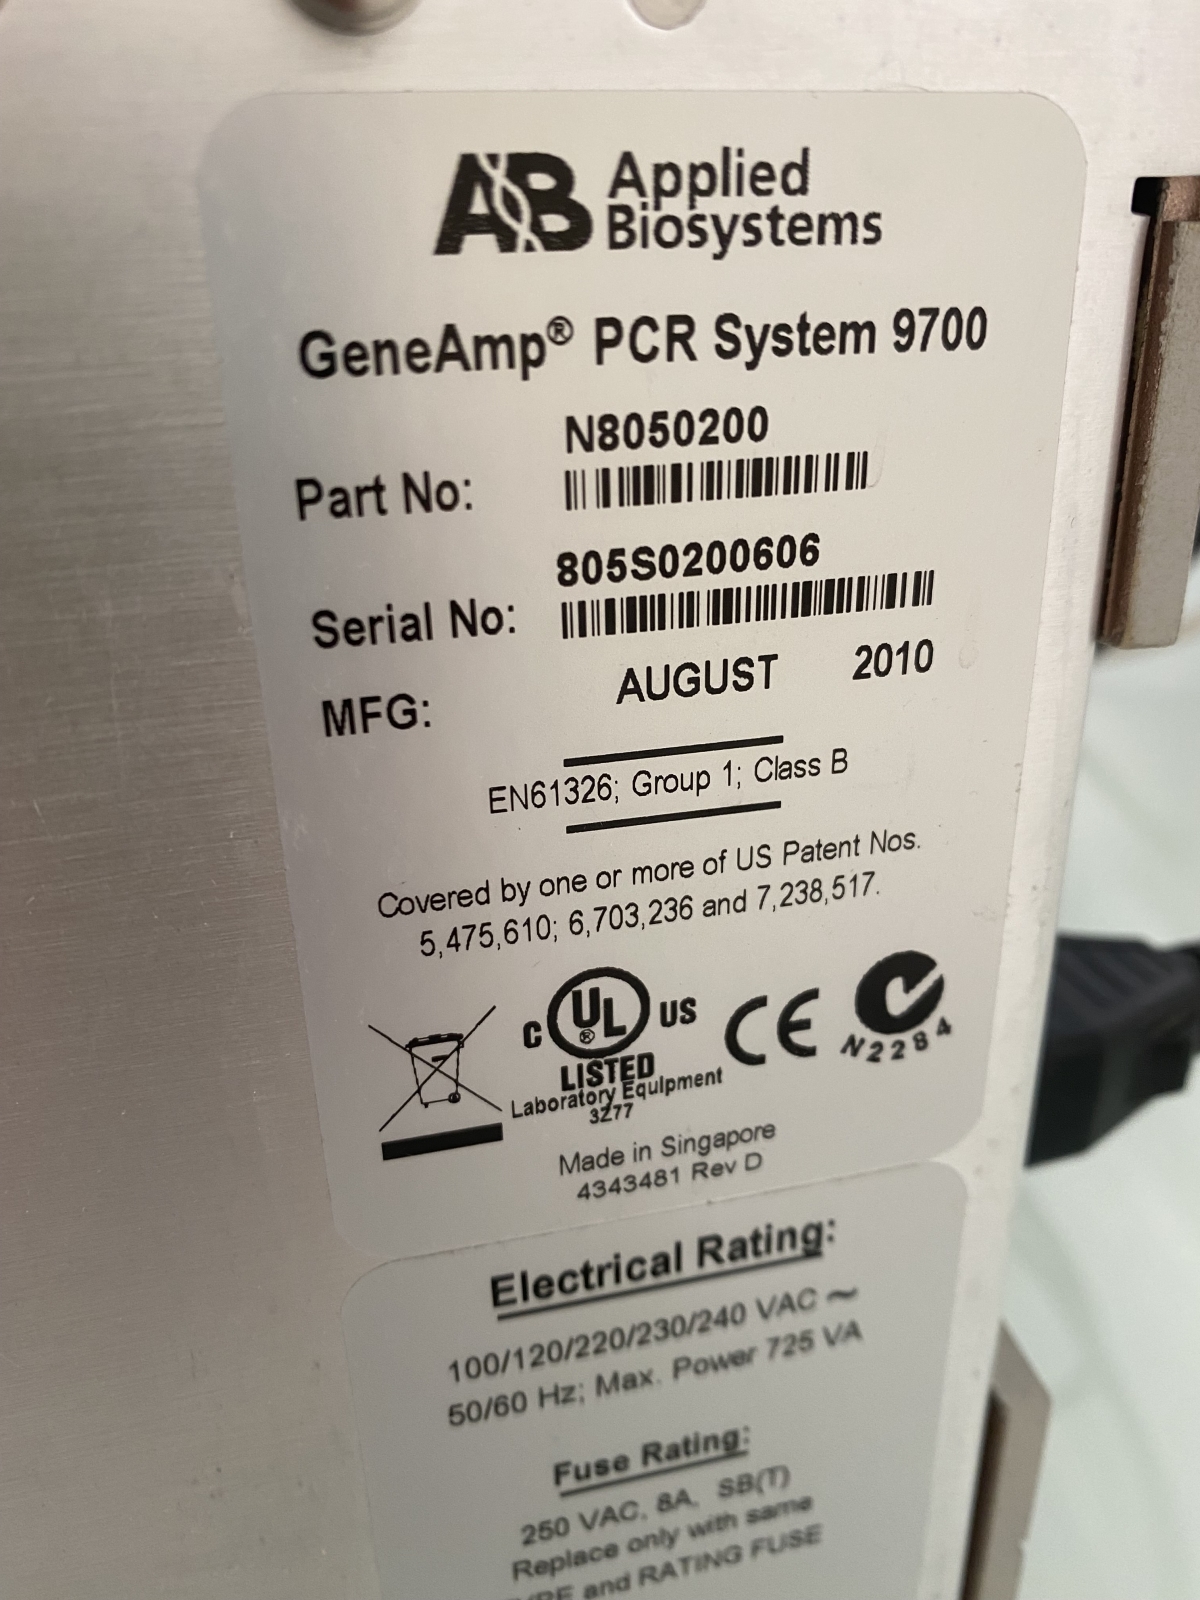 AB Applied
Biosystems
GeneAmp® PCR System 9700
N8050200
Part No:
805S0200606
Serial No:
MFG: AUGUST 2010
EN61326; Group 1; Class B
Covered by one or more of US Patent Nos.
5,475,610; 6,703,236 and 7,238,517.
C UL® US
LISTED
Laboratory Equipment
3Z77
CE
N2284
Made in Singapore
4343481 Rev D
Electrical Rating:
100/120/220/230/240 VAC ~
50/60 Hz; Max. Power 725 VA
Fuse Rating:
250 VAC, 8A, SB(T)
Replace only with same
and RATING FUSE